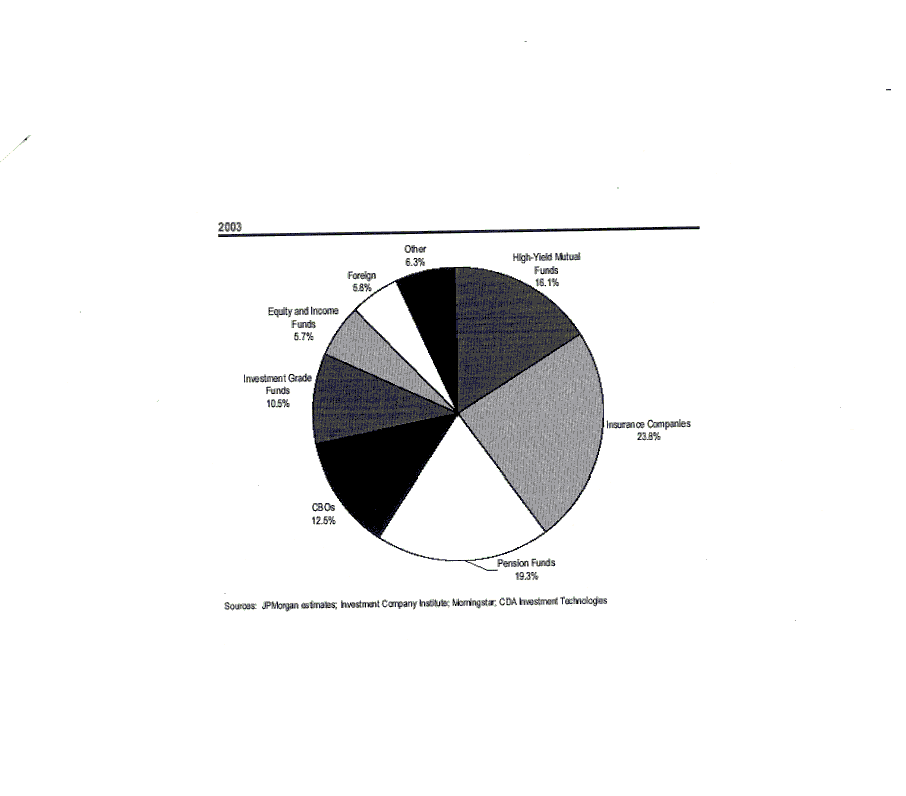 2003
Other
6.3%
High-Yield Mutual
Funds
16.1%
Foreign
5.8%
Equity and Income
Funds
5.7%
Investment Grade
Funds
10.5%
Insurance Companies
23.8%
CBOs
12.5%
Pension Funds
19.3%
Sources: JPMorgan estimates; Investment Company Institute; Morningstar; CDA Investment Technologies